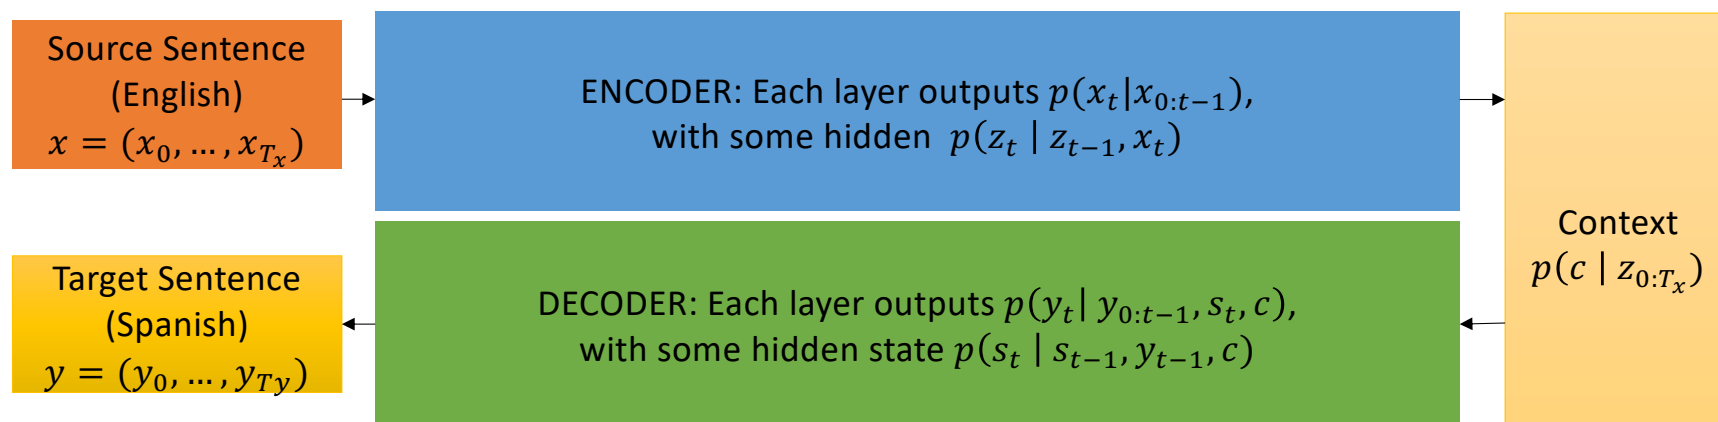 Source Sentence
(English)
x = (x₀, … , x_{T_x})
ENCODER: Each layer outputs p(x_t|x_{0:t−1}),
with some hidden p(z_t | z_{t−1}, x_t)
Context
p(c | z_{0:T_x})
Target Sentence
(Spanish)
y = (y₀, … , y_{Ty})
DECODER: Each layer outputs p(y_t| y_{0:t−1}, s_t, c),
with some hidden state p(s_t | s_{t−1}, y_{t−1}, c)